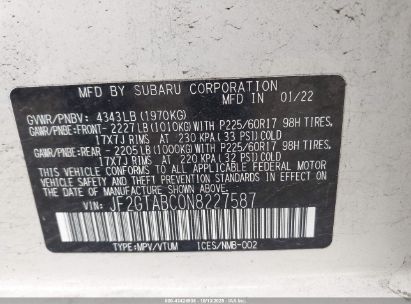 MFD BY SUBARU CORPORATION
MADE IN 01/22
GVWR/PNBV: 4343LB (1970KG)
GAWR/PNBE:FRONT- 2227LB(1010KG)WITH P225/60R17 98H TIRES,
17X7J RIMS AT 230 KPA (33 PSI) COLD
GAWR/PNBE:REAR - 2205LB(1000KG)WITH P225/60R17 98H TIRES,
17X7J RIMS AT 220 KPA (32 PSI) COLD
THIS VEHICLE CONFORMS TO ALL APPLICABLE FEDERAL MOTOR
VEHICLE SAFETY, BUMPER, AND THEFT PREVENTION
STANDARDS IN EFFECT ON
THE DATE OF MANUFACTURE SHOWN ABOVE.
VIN: JF2GTABC0N8227587
TYPE:MPV/VTUM ICES/NMB-002